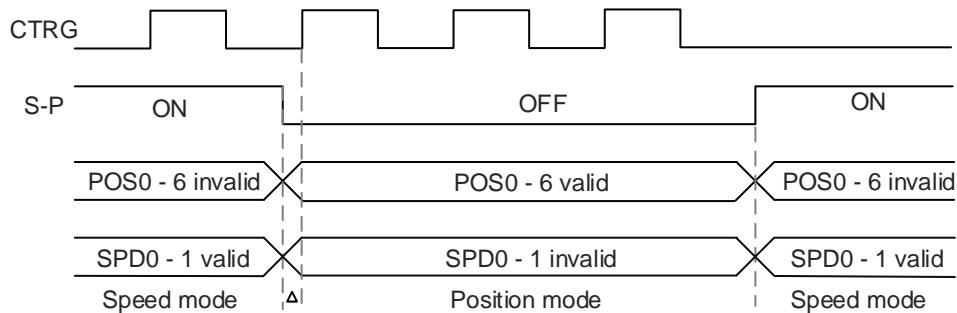 CTRG
S-P
ON
OFF
ON
POS0 - 6 invalid
POS0 - 6 valid
POS0 - 6 invalid
SPD0 - 1 valid
SPD0 - 1 invalid
SPD0 - 1 valid
Speed mode
Δ
Position mode
Speed mode